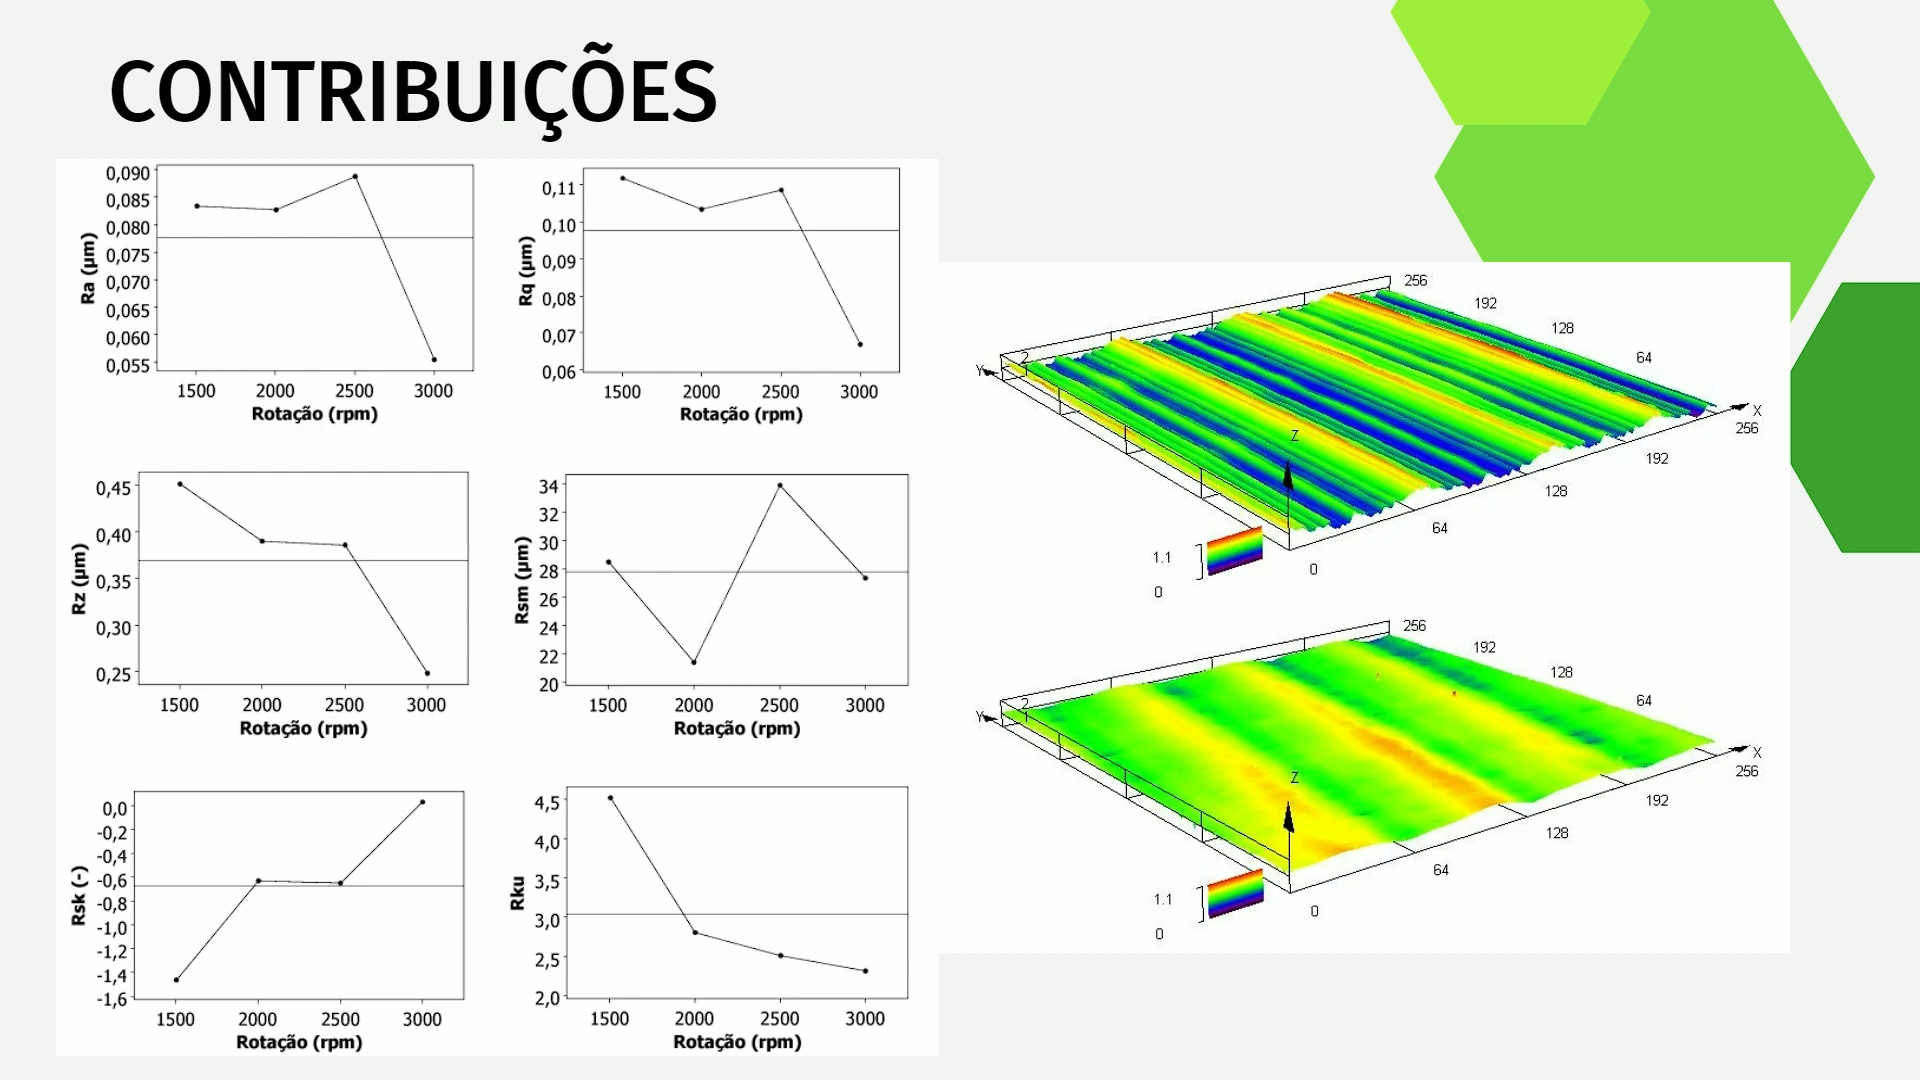 CONTRIBUIÇÕES
0,090
0,085
0,080
0,075
0,070
0,065
0,060
0,055
Ra (µm)
1500 2000 2500 3000
Rotação (rpm)
0,11
0,10
0,09
0,08
0,07
0,06
Rq (µm)
1500 2000 2500 3000
Rotação (rpm)
0,45
0,40
0,35
0,30
0,25
Rz (µm)
1500 2000 2500 3000
Rotação (rpm)
34
32
30
28
26
24
22
20
Rsm (µm)
1500 2000 2500 3000
Rotação (rpm)
0,0
-0,2
-0,4
-0,6
-0,8
-1,0
-1,2
-1,4
-1,6
Rsk (-)
1500 2000 2500 3000
Rotação (rpm)
4,5
4,0
3,5
3,0
2,5
2,0
Rku
1500 2000 2500 3000
Rotação (rpm)
256
192
128
64
2
1
Y
X
256
Z
192
128
64
1.1
0
0
256
192
128
64
2
1
Y
X
256
Z
192
128
64
1.1
0
0